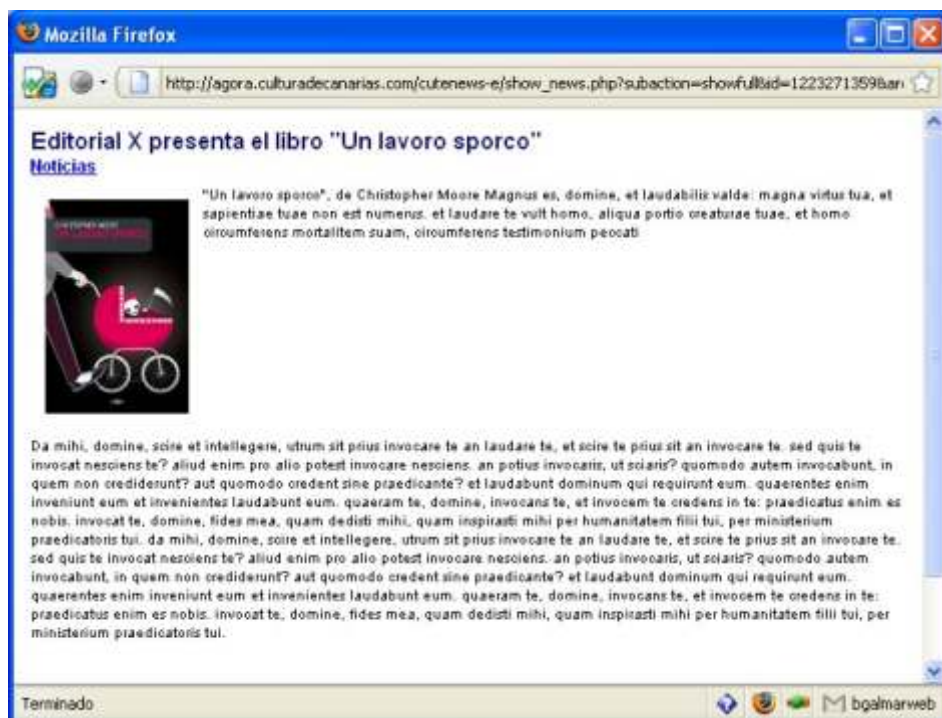 Mozilla Firefox
http://agora.culturadecanarias.com/cutenews-e/show_news.php?subaction=showfull&id=1223271359&ar
Editorial X presenta el libro "Un lavoro sporco"
Noticias
"Un lavoro sporco", de Christopher Moore Magnus es, domine, et laudabilis valde: magna virtus tua, et
sapientiae tuae non est numerus. et laudare te vult homo, aliqua portio creaturae tuae, et homo
circumferens mortalitem suam, circumferens testimonium peccati
Da mihi, domine, scire et intellegere, utrum sit prius invocare te an laudare te, et scire te prius sit an invocare te. sed quis te
invocat nesciens te? aliud enim pro alio potest invocare nesciens. an potius invocaris, ut sciaris? quomodo autem invocabunt, in
quem non crediderunt? aut quomodo credent sine praedicante? et laudabunt dominum qui requirunt eum. quaerentes enim
inveniunt eum et invenientes laudabunt eum. quaeram te, domine, invocans te, et invocem te credens in te: praedicatus enim es
nobis. invocat te, domine, fides mea, quam dedisti mihi, quam inspirasti mihi per humanitatem filii tui, per ministerium
praedicatoris tui. da mihi, domine, scire et intellegere, utrum sit prius invocare te an laudare te, et scire te prius sit an invocare te.
sed quis te invocat nesciens te? aliud enim pro alio potest invocare nesciens. an potius invocaris, ut sciaris? quomodo autem
invocabunt, in quem non crediderunt? aut quomodo credent sine praedicante? et laudabunt dominum qui requirunt eum.
quaerentes enim inveniunt eum et invenientes laudabunt eum. quaeram te, domine, invocans te, et invocem te credens in te:
praedicatus enim es nobis. invocat te, domine, fides mea, quam dedisti mihi, quam inspirasti mihi per humanitatem filii tui, per
ministerium praedicatoris tui.
Terminado
bgalmarweb